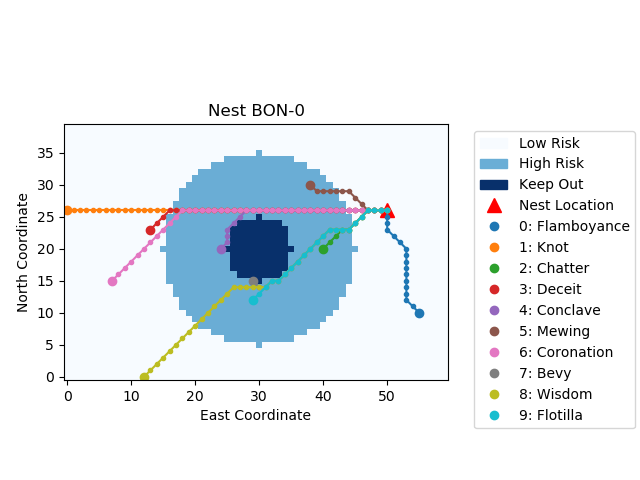 Nest BON-0
35
30
25
20
15
10
5
0
North Coordinate
0
10
20
30
40
50
East Coordinate
Low Risk
High Risk
Keep Out
Nest Location
0: Flamboyance
1: Knot
2: Chatter
3: Deceit
4: Conclave
5: Mewing
6: Coronation
7: Bevy
8: Wisdom
9: Flotilla